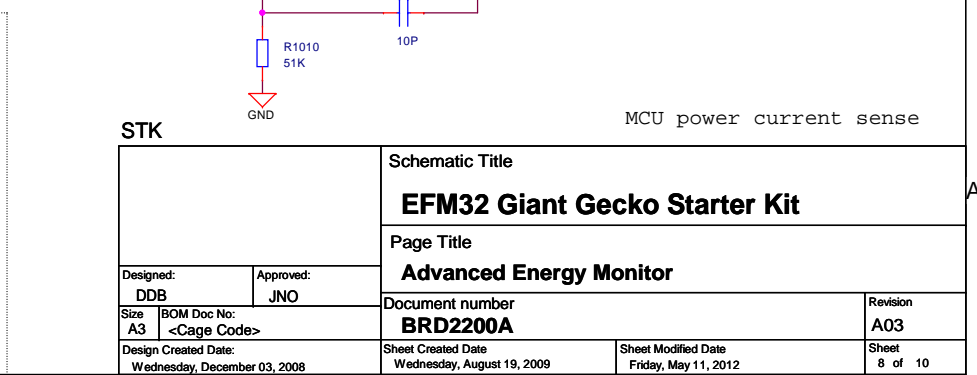 R1010
51K
10P
GND
MCU power current sense
STK
Schematic Title
EFM32 Giant Gecko Starter Kit
A
Page Title
Advanced Energy Monitor
Designed:
DDB
Approved:
JNO
Document number
BRD2200A
Revision
A03
Size
A3
BOM Doc No:
<Cage Code>
Design Created Date:
Wednesday, December 03, 2008
Sheet Created Date
Wednesday, August 19, 2009
Sheet Modified Date
Friday, May 11, 2012
Sheet
8 of 10